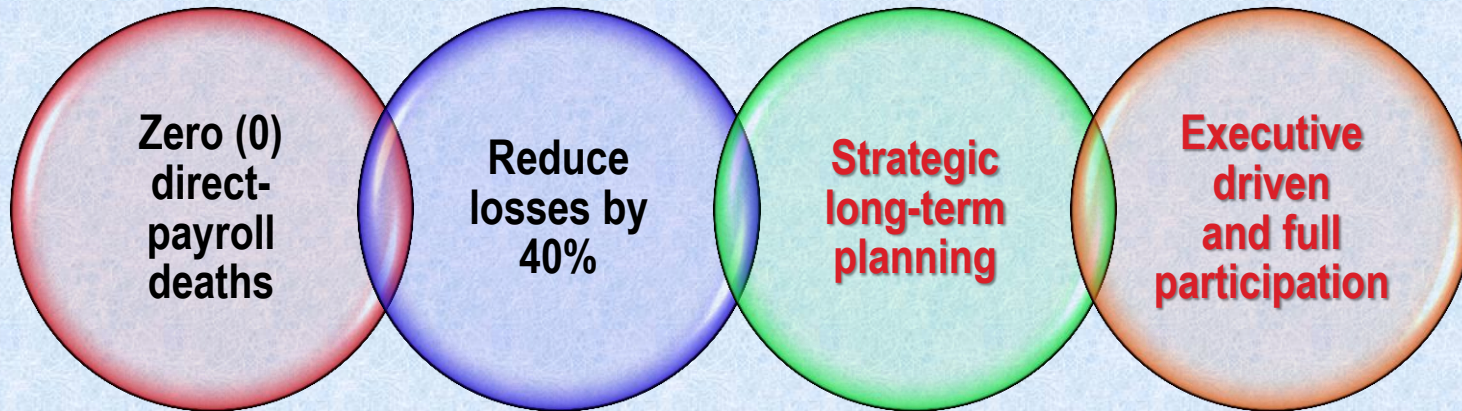 Zero (0)
direct-
payroll
deaths
Reduce
losses by
40%
Strategic
long-term
planning
Executive
driven
and full
participation